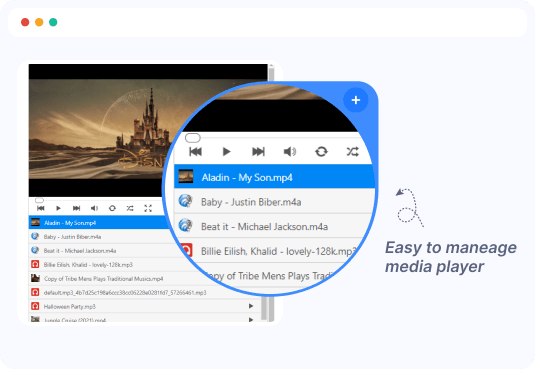 DISNEY
Aladin - My Son.mp4
Baby - Justin Biber.m4a
Beat it - Michael Jackson.m4a
Billie Eilish, Khalid - lovely-128k.mp3
Copy of Tribe Mens Plays Traditional Musics.mp4
default.mp3_4b7d25c198a6ccc39cc06228e0281fd7_57265461.mp3
Halloween Party.mp3
Jungle Cruise (2021).mp4
Aladin - My Son.mp4
Baby - Justin Biber.m4a
Beat it - Michael Jackson.m4a
Billie Eilish, Khalid - lovely-128k.mp3
Copy of Tribe Mens Plays Traditi
Easy to maneage
media player